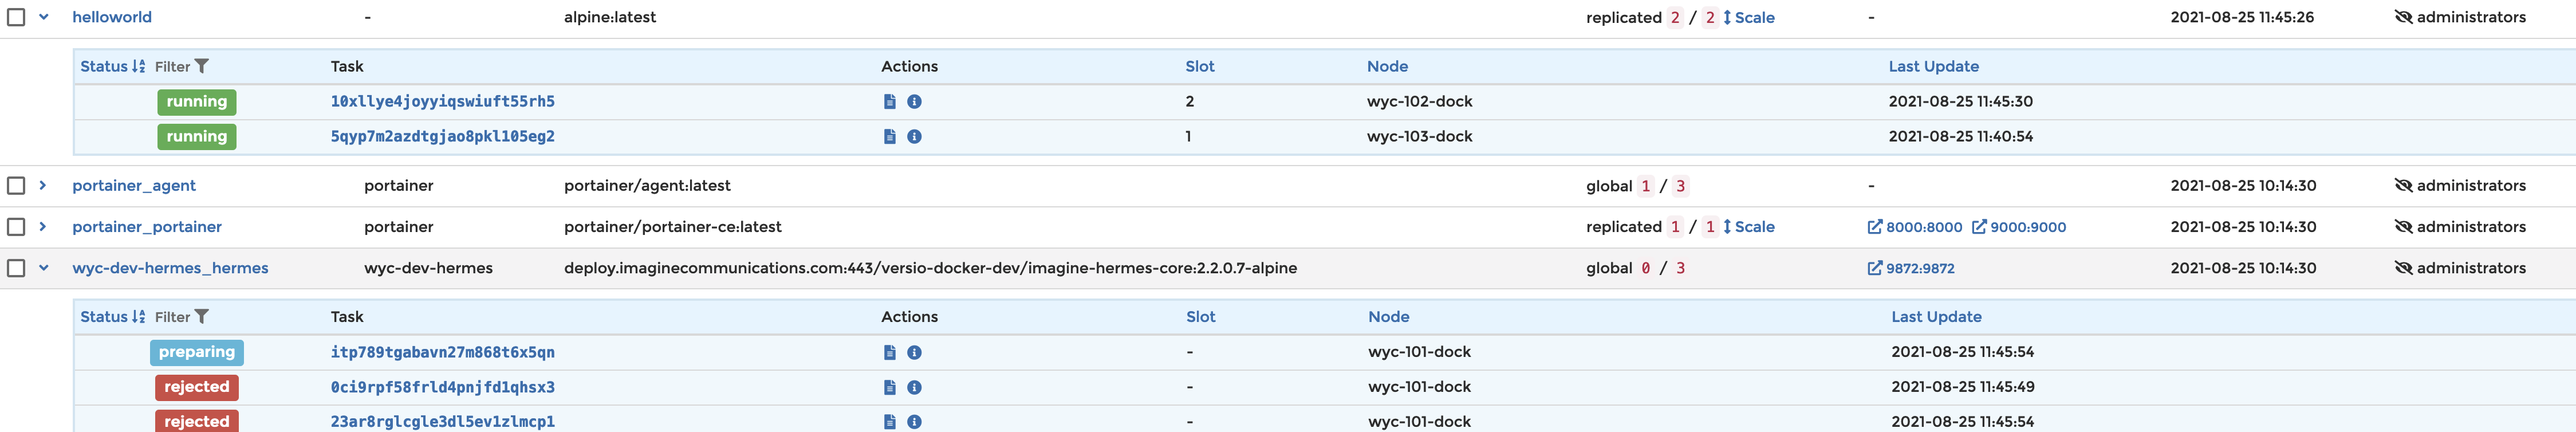 helloworld - alpine:latest replicated 2 / 2 Scale - 2021-08-25 11:45:26 administrators
Status Filter Task Actions Slot Node Last Update
running 10xllye4joyyiqswiuft55rh5 2 wyc-102-dock 2021-08-25 11:45:30
running 5qyp7m2azdtgjao8pkl105eg2 1 wyc-103-dock 2021-08-25 11:40:54
portainer_agent portainer portainer/agent:latest global 1 / 3 - 2021-08-25 10:14:30 administrators
portainer_portainer portainer portainer/portainer-ce:latest replicated 1 / 1 Scale 8000:8000 9000:9000 2021-08-25 10:14:30 administrators
wyc-dev-hermes_hermes wyc-dev-hermes deploy.imaginecommunications.com:443/versio-docker-dev/imagine-hermes-core:2.2.0.7-alpine global 0 / 3 9872:9872 2021-08-25 10:14:30 administrators
Status Filter Task Actions Slot Node Last Update
preparing itp789tgabavn27m868t6x5qn - wyc-101-dock 2021-08-25 11:45:54
rejected 0ci9rpf58frld4pnjfd1qhsx3 - wyc-101-dock 2021-08-25 11:45:49
rejected 23ar8rglcgle3dl5ev1zlmcp1 - wyc-101-dock 2021-08-25 11:45:54